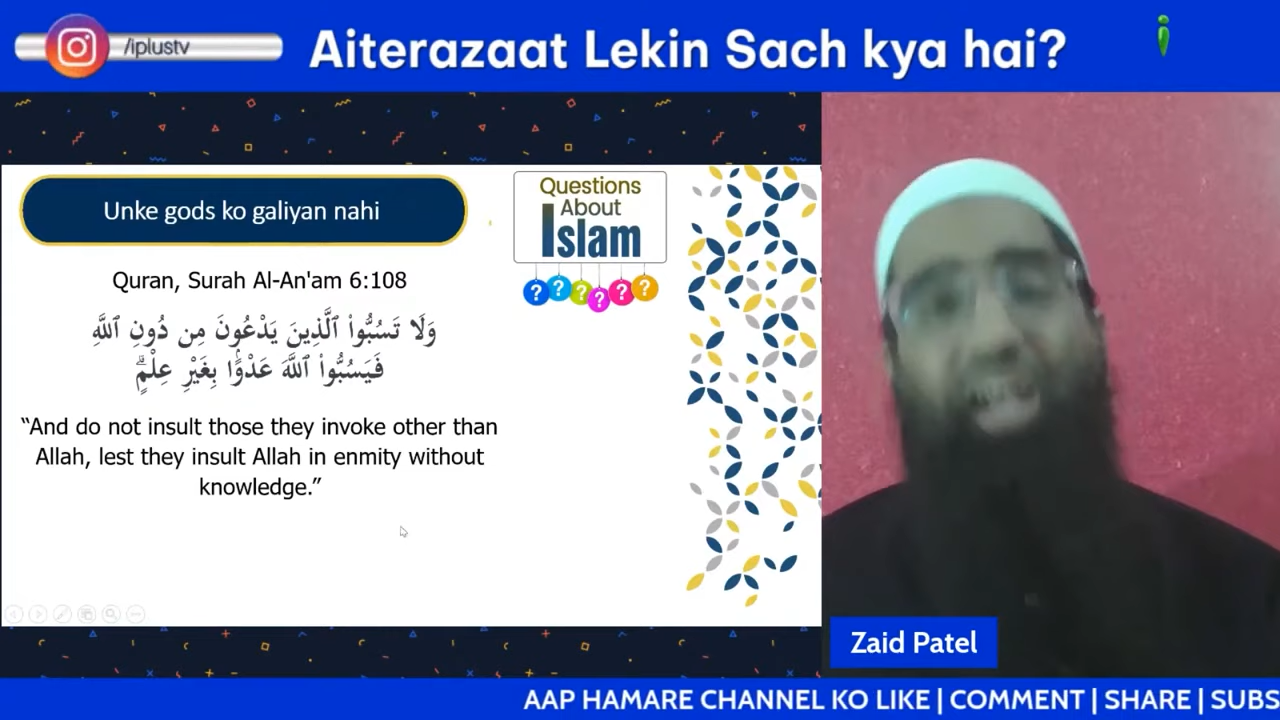 /iplustv
Aiterazaat Lekin Sach kya hai?
Unke gods ko galiyan nahi
Questions
About
Islam
? ? ? ? ? ?
Quran, Surah Al-An'am 6:108
وَلَا تَسُبُّوا۟ ٱلَّذِينَ يَدْعُونَ مِن دُونِ ٱللَّهِ
فَيَسُبُّوا۟ ٱللَّهَ عَدْوًۢا بِغَيْرِ عِلْمٍۢ ۗ
“And do not insult those they invoke other than
Allah, lest they insult Allah in enmity without
knowledge.”
Zaid Patel
AAP HAMARE CHANNEL KO LIKE | COMMENT | SHARE | SUBS